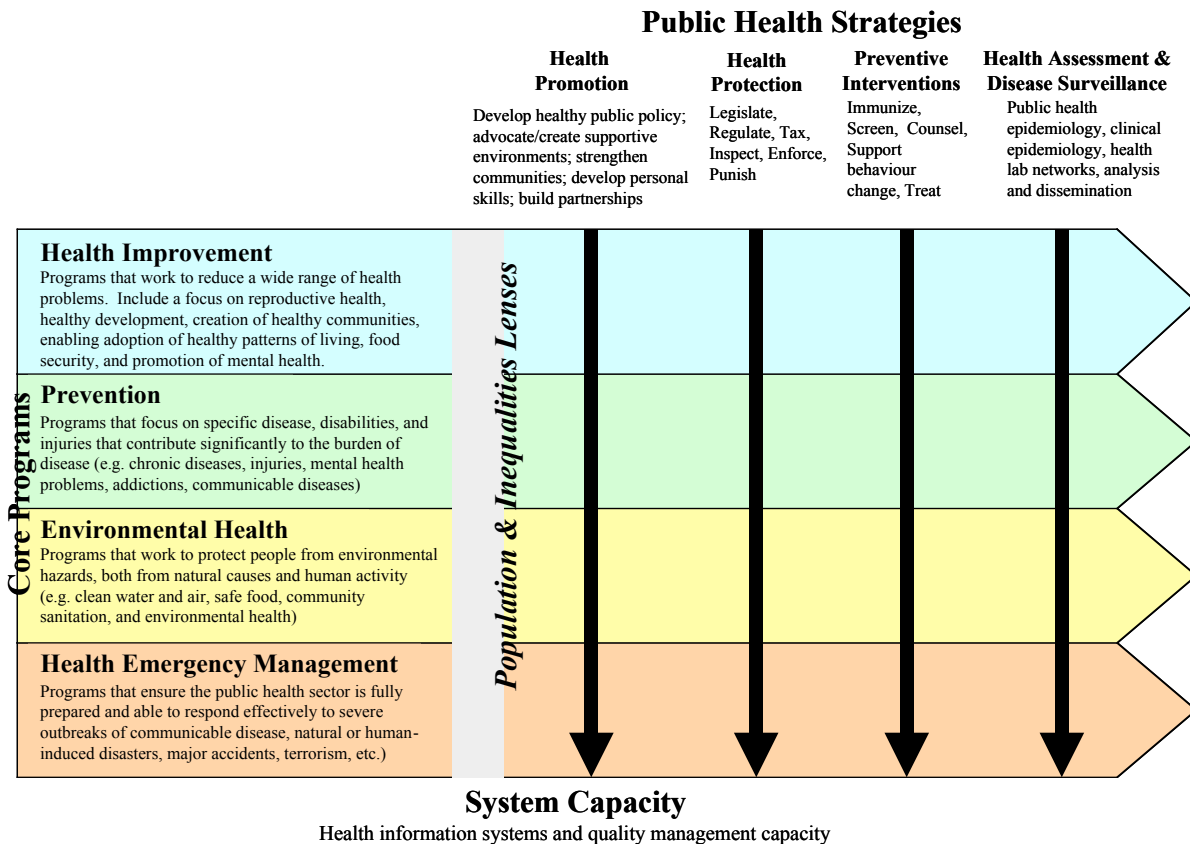 Public Health Strategies
Health
Promotion
Develop healthy public policy;
advocate/create supportive
environments; strengthen
communities; develop personal
skills; build partnerships
Health
Protection
Legislate,
Regulate, Tax,
Inspect, Enforce,
Punish
Preventive
Interventions
Immunize,
Screen, Counsel,
Support
behaviour
change, Treat
Health Assessment &
Disease Surveillance
Public health
epidemiology, clinical
epidemiology, health
lab networks, analysis
and dissemination
Core Programs
Health Improvement
Programs that work to reduce a wide range of health
problems. Include a focus on reproductive health,
healthy development, creation of healthy communities,
enabling adoption of healthy patterns of living, food
security, and promotion of mental health.
Prevention
Programs that focus on specific disease, disabilities, and
injuries that contribute significantly to the burden of
disease (e.g. chronic diseases, injuries, mental health
problems, addictions, communicable diseases)
Environmental Health
Programs that work to protect people from environmental
hazards, both from natural causes and human activity
(e.g. clean water and air, safe food, community
sanitation, and environmental health)
Health Emergency Management
Programs that ensure the public health sector is fully
prepared and able to respond effectively to severe
outbreaks of communicable disease, natural or human-
induced disasters, major accidents, terrorism, etc.)
Population & Inequalities Lenses
System Capacity
Health information systems and quality management capacity